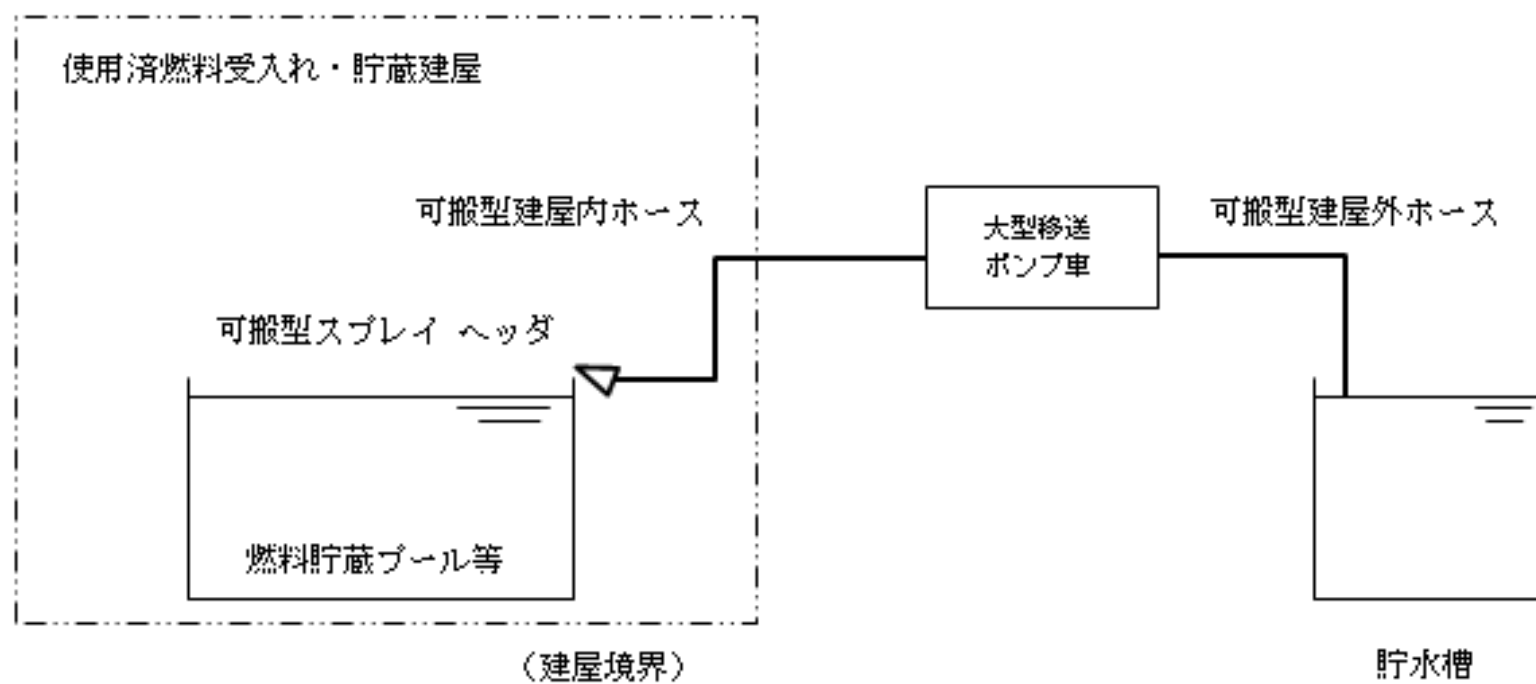 使用済燃料受入れ・貯蔵建屋
可搬型建屋内ホース
大型移送
ポンプ車
可搬型建屋外ホース
可搬型スプレイ ヘッダ
燃料貯蔵プール等
（建屋境界）
貯水槽